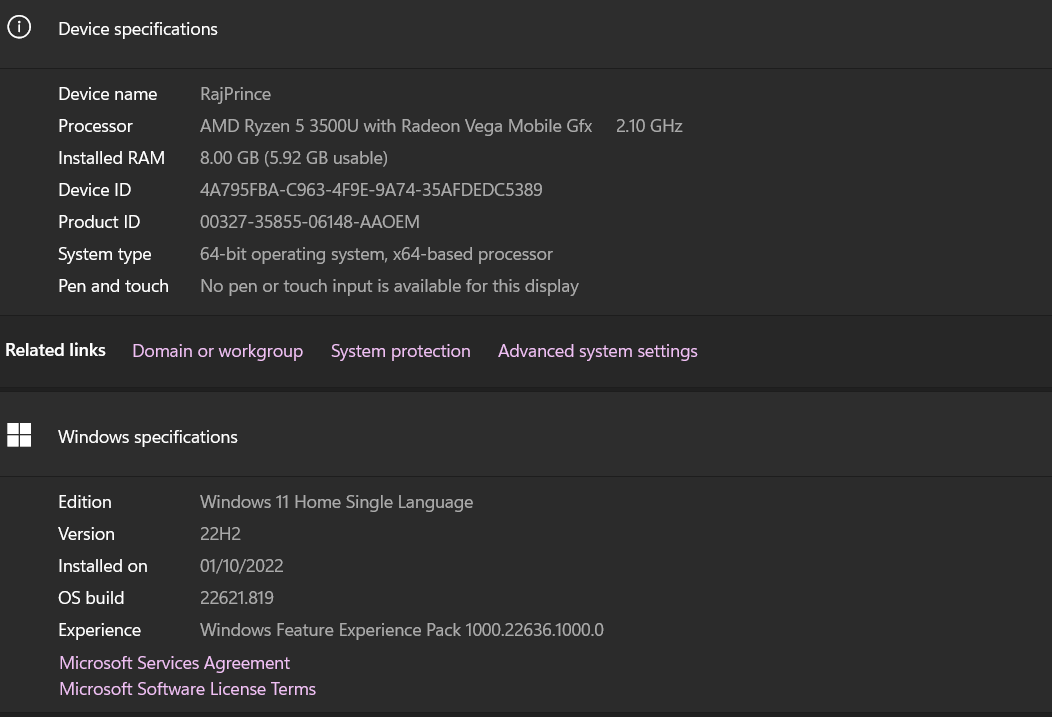 Device specifications
Device name RajPrince
Processor AMD Ryzen 5 3500U with Radeon Vega Mobile Gfx 2.10 GHz
Installed RAM 8.00 GB (5.92 GB usable)
Device ID 4A795FBA-C963-4F9E-9A74-35AFDEDC5389
Product ID 00327-35855-06148-AAOEM
System type 64-bit operating system, x64-based processor
Pen and touch No pen or touch input is available for this display
Related links Domain or workgroup System protection Advanced system settings
Windows specifications
Edition Windows 11 Home Single Language
Version 22H2
Installed on 01/10/2022
OS build 22621.819
Experience Windows Feature Experience Pack 1000.22636.1000.0
Microsoft Services Agreement
Microsoft Software License Terms